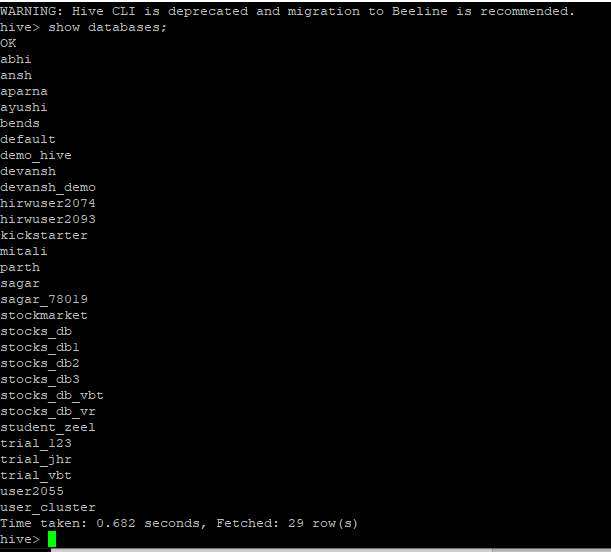 WARNING: Hive CLI is deprecated and migration to Beeline is recommended.
hive> show databases;
OK
abhi
ansh
aparna
ayushi
bends
default
demo_hive
devansh
devansh_demo
hirwuser2074
hirwuser2093
kickstarter
mitali
parth
sagar
sagar_78019
stockmarket
stocks_db
stocks_db1
stocks_db2
stocks_db3
stocks_db_vbt
stocks_db_vr
student_zeel
trial_123
trial_jhr
trial_vbt
user2055
user_cluster
Time taken: 0.682 seconds, Fetched: 29 row(s)
hive>